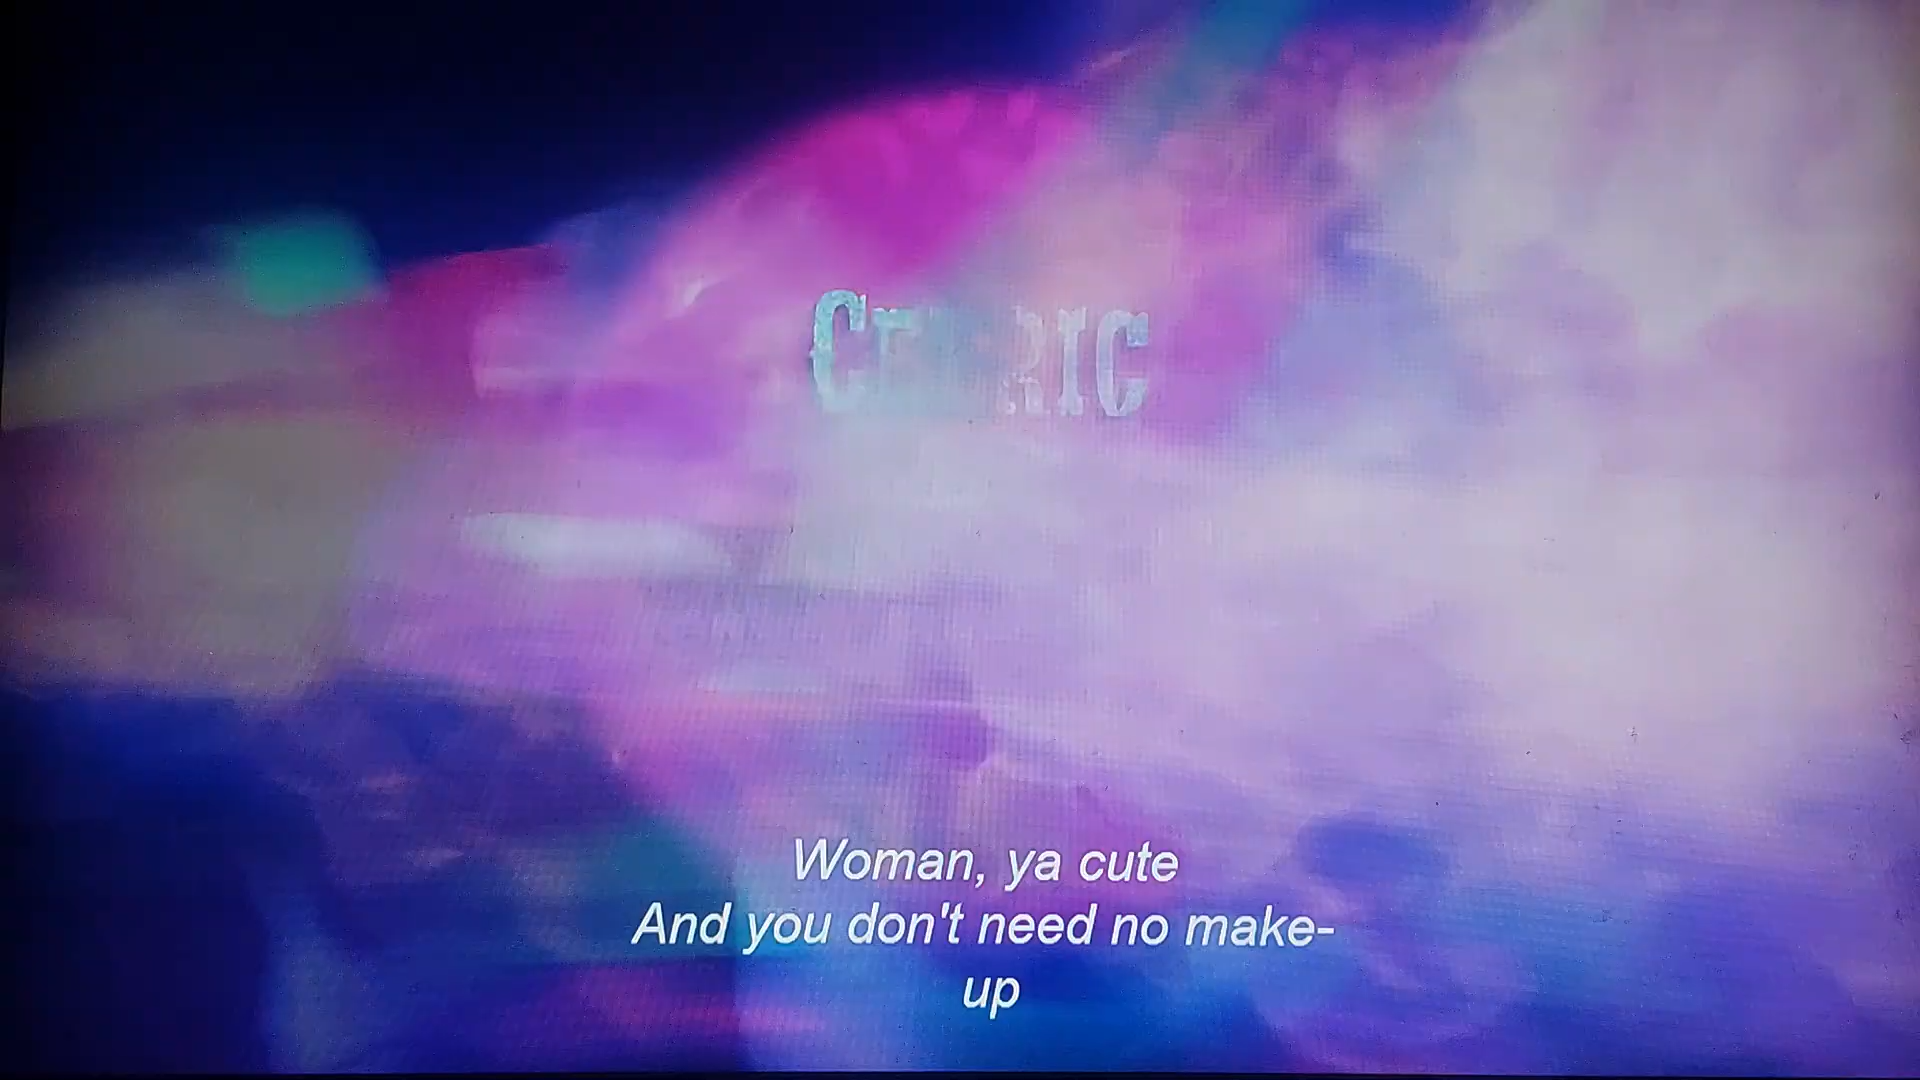 Woman, ya cute
And you don't need no make-
up